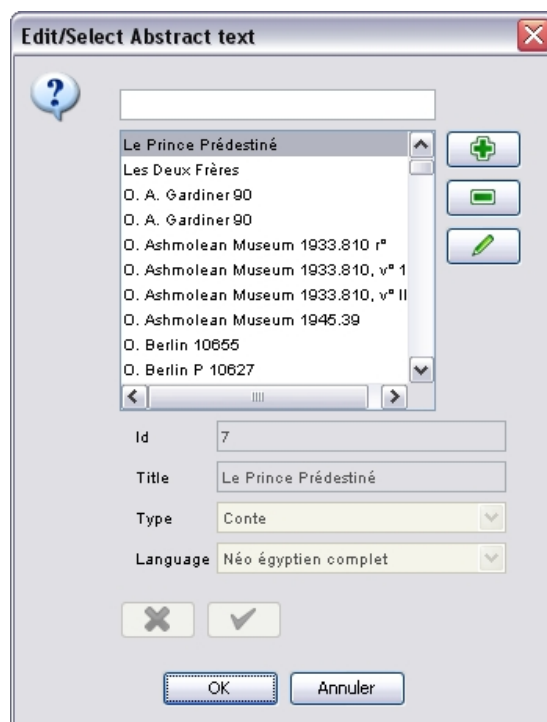 Edit/Select Abstract text
Le Prince Prédestiné
Les Deux Frères
O. A. Gardiner 90
O. A. Gardiner 90
O. Ashmolean Museum 1933.810 r°
O. Ashmolean Museum 1933.810, v° 1
O. Ashmolean Museum 1933.810, v° II
O. Ashmolean Museum 1945.39
O. Berlin 10655
O. Berlin P 10627
Id 7
Title Le Prince Prédestiné
Type Conte
Language Néo égyptien complet
OK Annuler